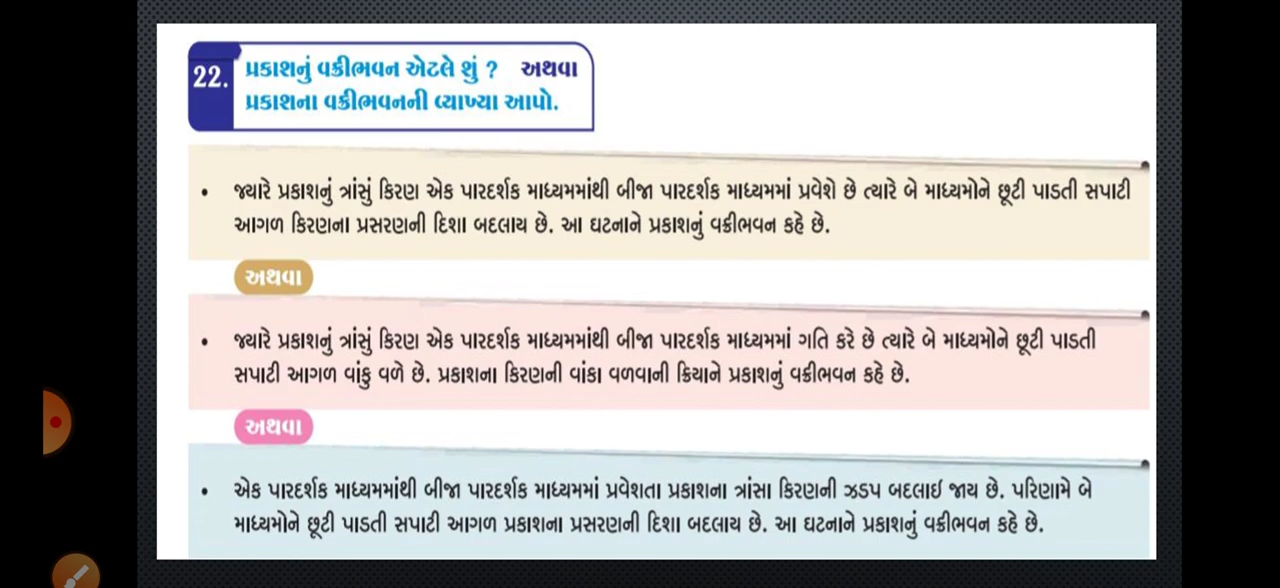 22. પ્રકાશનું વક્રીભવન એટલે શું ? અથવા
પ્રકાશના વક્રીભવનની વ્યાખ્યા આપો.
• જ્યારે પ્રકાશનું ત્રાંસું કિરણ એક પારદર્શક માધ્યમમાંથી બીજા પારદર્શક માધ્યમમાં પ્રવેશે છે ત્યારે બે માધ્યમોને છૂટી પાડતી સપાટી
આગળ કિરણના પ્રસરણની દિશા બદલાય છે. આ ઘટનાને પ્રકાશનું વક્રીભવન કહે છે.
અથવા
• જ્યારે પ્રકાશનું ત્રાંસું કિરણ એક પારદર્શક માધ્યમમાંથી બીજા પારદર્શક માધ્યમમાં ગતિ કરે છે ત્યારે બે માધ્યમોને છૂટી પાડતી
સપાટી આગળ વાંકુ વળે છે. પ્રકાશના કિરણની વાંકા વળવાની ક્રિયાને પ્રકાશનું વક્રીભવન કહે છે.
અથવા
• એક પારદર્શક માધ્યમમાંથી બીજા પારદર્શક માધ્યમમાં પ્રવેશતા પ્રકાશના ત્રાંસા કિરણની ઝડપ બદલાઈ જાય છે. પરિણામે બે
માધ્યમોને છૂટી પાડતી સપાટી આગળ પ્રકાશના પ્રસરણની દિશા બદલાય છે. આ ઘટનાને પ્રકાશનું વક્રીભવન કહે છે.